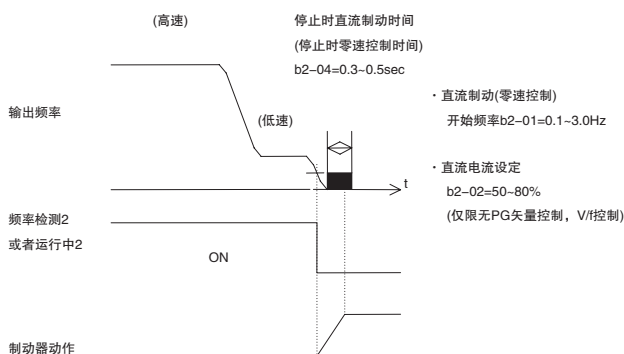 (高速)
停止时直流制动时间
(停止时零速控制时间)
b2-04=0.3~0.5sec
输出频率
(低速)
・直流制动(零速控制)
开始频率b2-01=0.1~3.0Hz
t
・直流电流设定
b2-02=50~80%
(仅限无PG矢量控制，V/f控制)
频率检测2
或者运行中2
ON
制动器动作